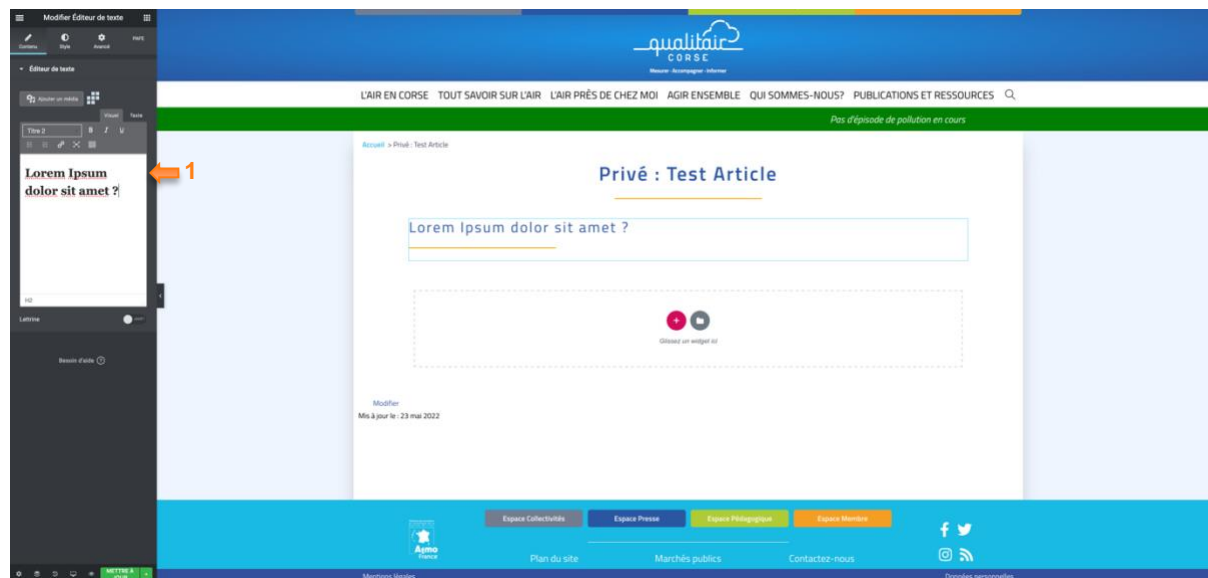 Modifier Éditeur de texte
Contenu Style Avancé
Éditeur de texte
Ajouter un média
Visuel Texte
Titre 2 B I U
Lorem Ipsum
dolor sit amet ?
1
H2
Lettrine
Besoin d'aide
METTRE À
JOUR
qualitair
CORSE
Mesurer - Accompagner - Informer
L'AIR EN CORSE TOUT SAVOIR SUR L'AIR L'AIR PRÈS DE CHEZ MOI AGIR ENSEMBLE QUI SOMMES-NOUS? PUBLICATIONS ET RESSOURCES
Pas d'épisode de pollution en cours
Accueil » Privé : Test Article
Privé : Test Article
Lorem Ipsum dolor sit amet ?
Glissez un widget ici
Modifier
Mis à jour le : 23 mai 2022
Espace Collectivités Espace Presse Espace Pédagogique Espace Membre
Atmo
France
Plan du site Marchés publics Contactez-nous
Mentions légales Données personnelles